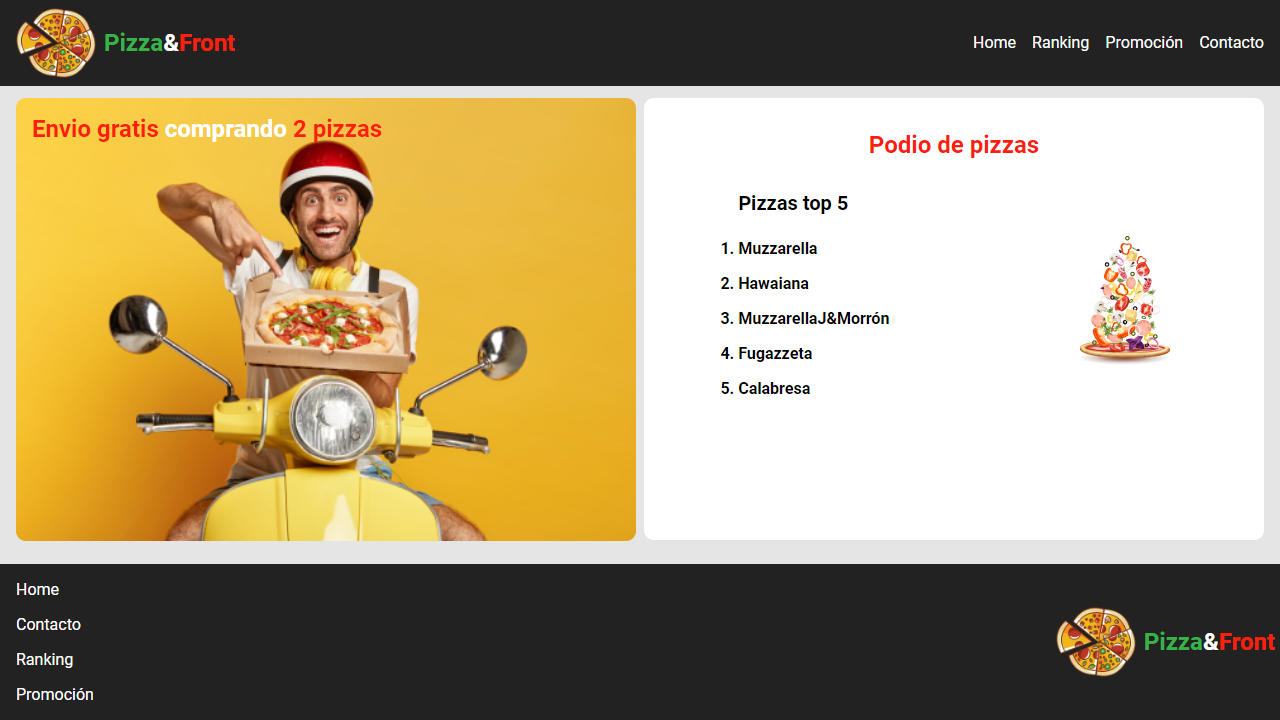 Pizza&Front
Home Ranking Promoción Contacto
Envio gratis comprando 2 pizzas
Podio de pizzas
Pizzas top 5
1. Muzzarella
2. Hawaiana
3. MuzzarellaJ&Morrón
4. Fugazzeta
5. Calabresa
Home
Contacto
Ranking
Promoción
Pizza&Front